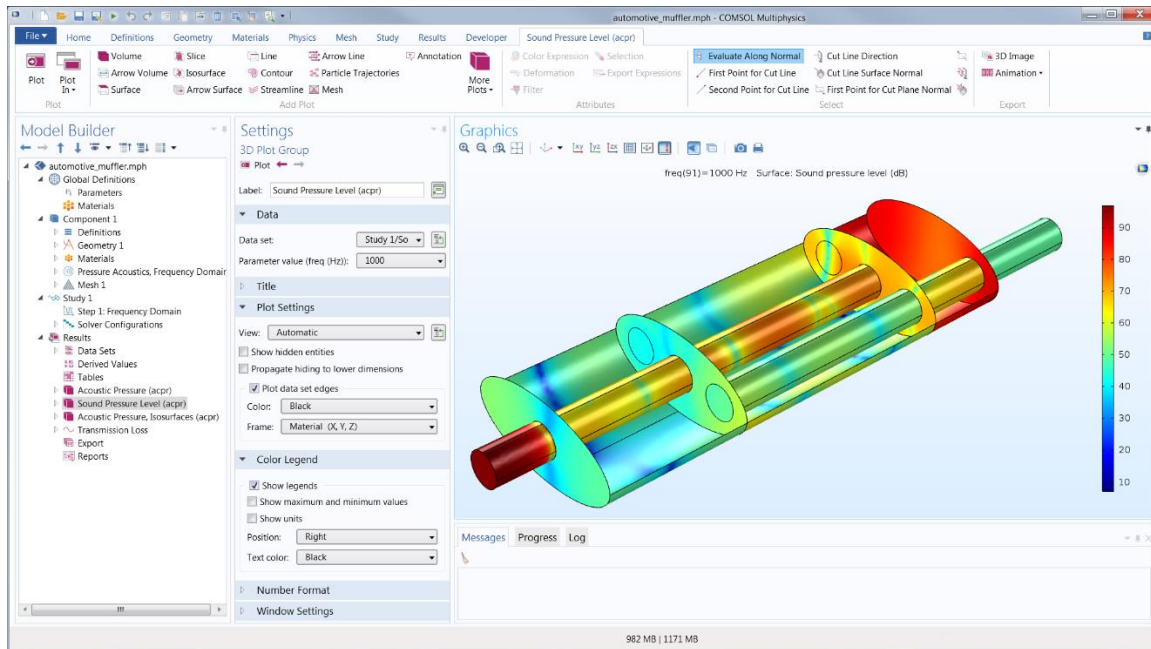 automotive_muffler.mph - COMSOL Multiphysics
File Home Definitions Geometry Materials Physics Mesh Study Results Developer Sound Pressure Level (acpr)
Plot
Plot In
Plot
Volume Slice Line Arrow Line Annotation
Arrow Volume Isosurface Contour Particle Trajectories
Surface Arrow Surface Streamline Mesh
More Plots
Add Plot
Color Expression Selection
Deformation Export Expressions
Filter
Attributes
Evaluate Along Normal Cut Line Direction
First Point for Cut Line Cut Line Surface Normal
Second Point for Cut Line First Point for Cut Plane Normal
Select
3D Image
Animation
Export
Model Builder
automotive_muffler.mph
Global Definitions
Parameters
Materials
Component 1
Definitions
Geometry 1
Materials
Pressure Acoustics, Frequency Domain
Mesh 1
Study 1
Step 1: Frequency Domain
Solver Configurations
Results
Data Sets
Derived Values
Tables
Acoustic Pressure (acpr)
Sound Pressure Level (acpr)
Acoustic Pressure, Isosurfaces (acpr)
Transmission Loss
Export
Reports
Settings
3D Plot Group
Plot
Label: Sound Pressure Level (acpr)
Data
Data set: Study 1/So
Parameter value (freq (Hz)): 1000
Title
Plot Settings
View: Automatic
Show hidden entities
Propagate hiding to lower dimensions
Plot data set edges
Color: Black
Frame: Material (X, Y, Z)
Color Legend
Show legends
Show maximum and minimum values
Show units
Position: Right
Text color: Black
Number Format
Window Settings
Graphics
freq(91)=1000 Hz Surface: Sound pressure level (dB)
90
80
70
60
50
40
30
20
10
Messages Progress Log
982 MB | 1171 MB